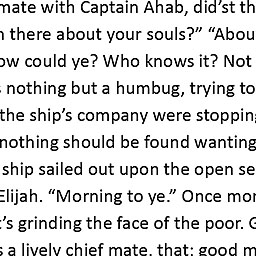 mate with Captain Ahab, did'st th
there about your souls?” “Abou
ow could ye? Who knows it? Not
nothing but a humbug, trying to
the ship’s company were stopping
nothing should be found wanting
ship sailed out upon the open se
Elijah. “Morning to ye.” Once mor
’s grinding the face of the poor. G
a lively chief mate, that; good m